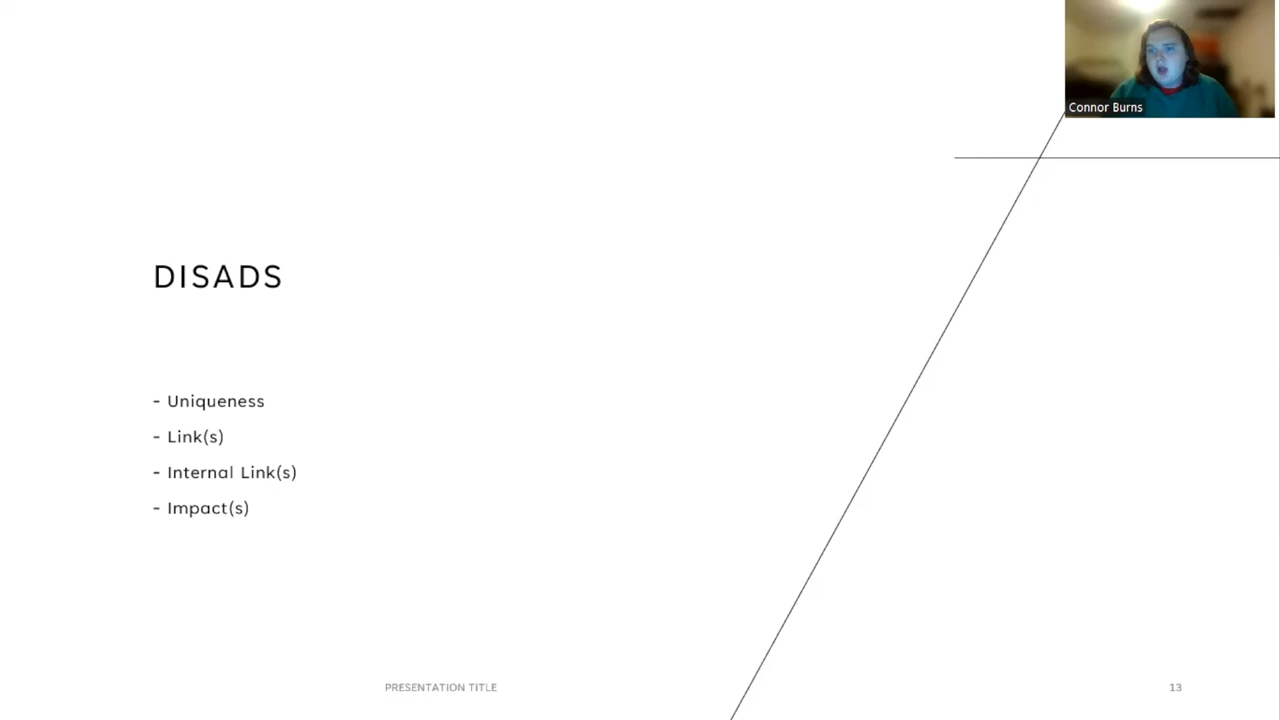 Connor Burns
DISADS
- Uniqueness
- Link(s)
- Internal Link(s)
- Impact(s)
PRESENTATION TITLE
13